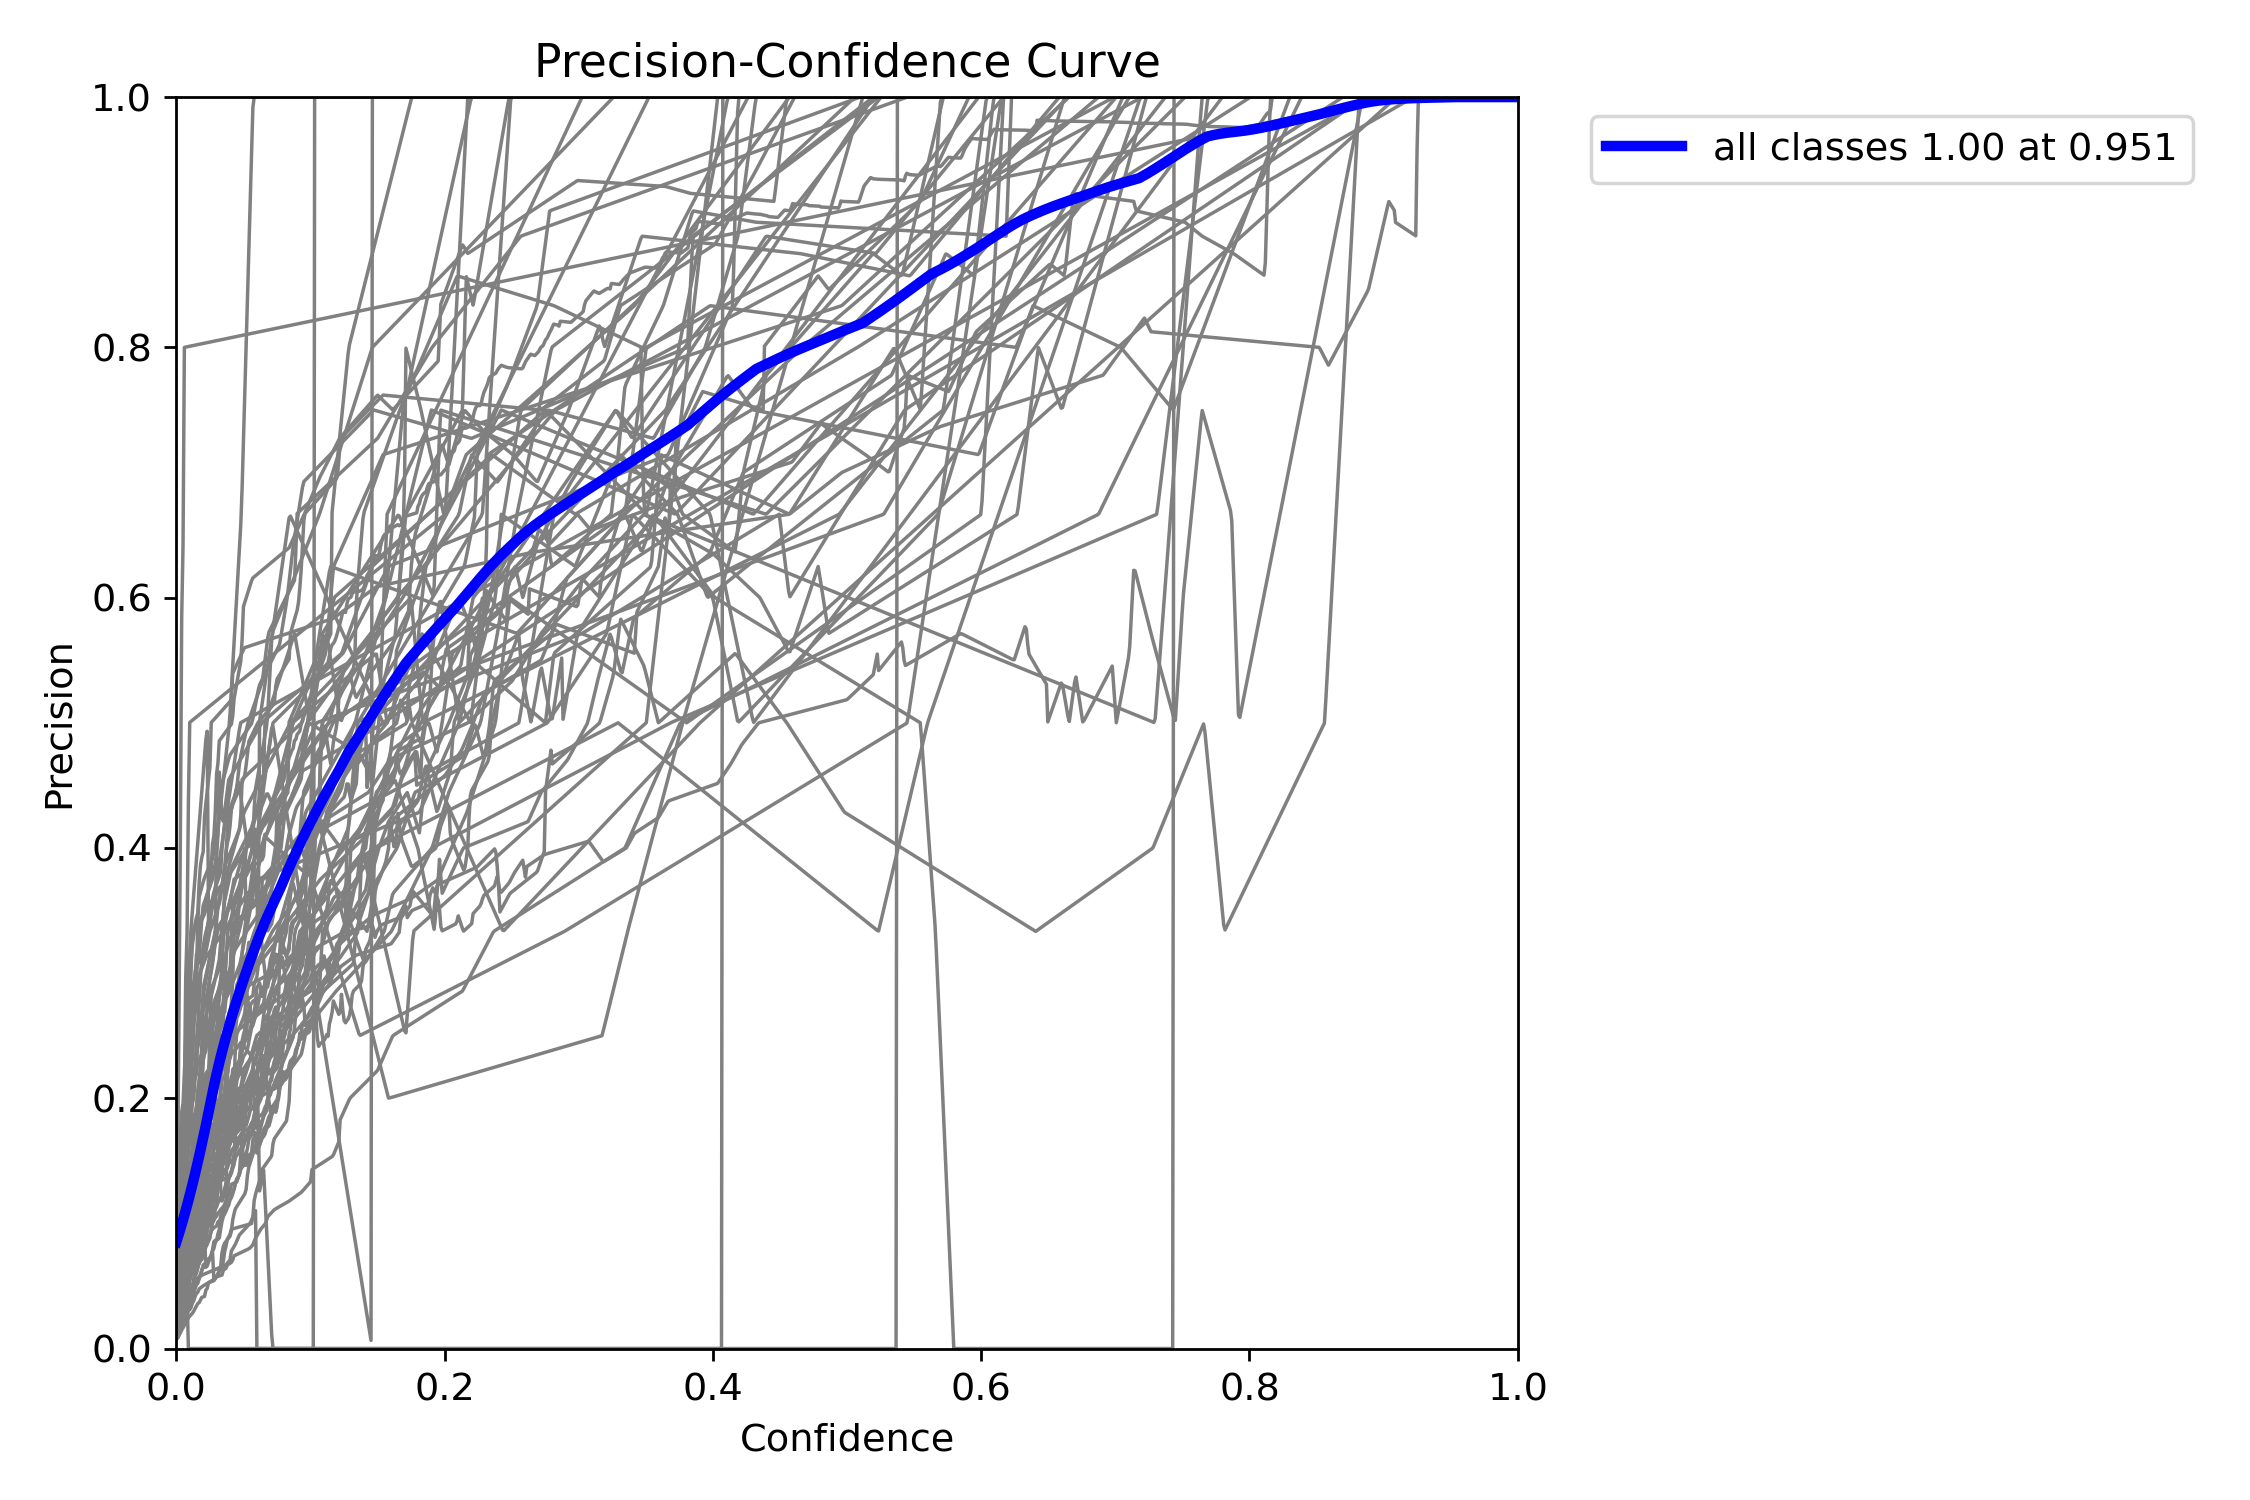 Precision-Confidence Curve
all classes 1.00 at 0.951
1.0
0.8
0.6
0.4
0.2
0.0
Precision
0.0 0.2 0.4 0.6 0.8 1.0
Confidence